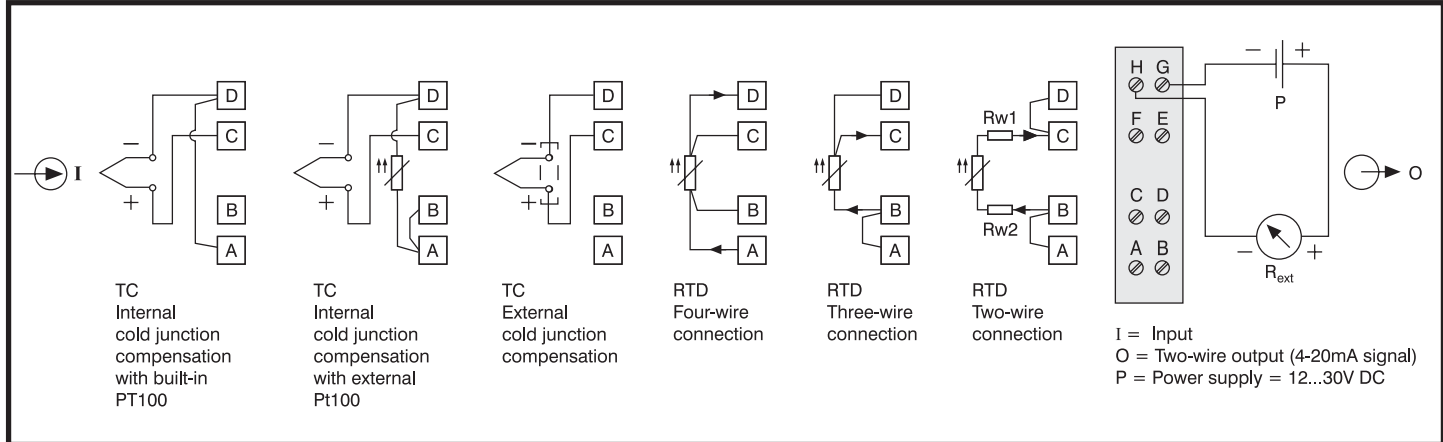 I
− +
D
C
B
A
TC
Internal
cold junction
compensation
with built-in
PT100
− +
D
C
B
A
TC
Internal
cold junction
compensation
with external
Pt100
− +
D
C
B
A
TC
External
cold junction
compensation
D
C
B
A
RTD
Four-wire
connection
D
C
B
A
RTD
Three-wire
connection
Rw1
Rw2
D
C
B
A
RTD
Two-wire
connection
H G
F E
C D
A B
− +
P
− +
Rext
O
I = Input
O = Two-wire output (4-20mA signal)
P = Power supply = 12...30V DC